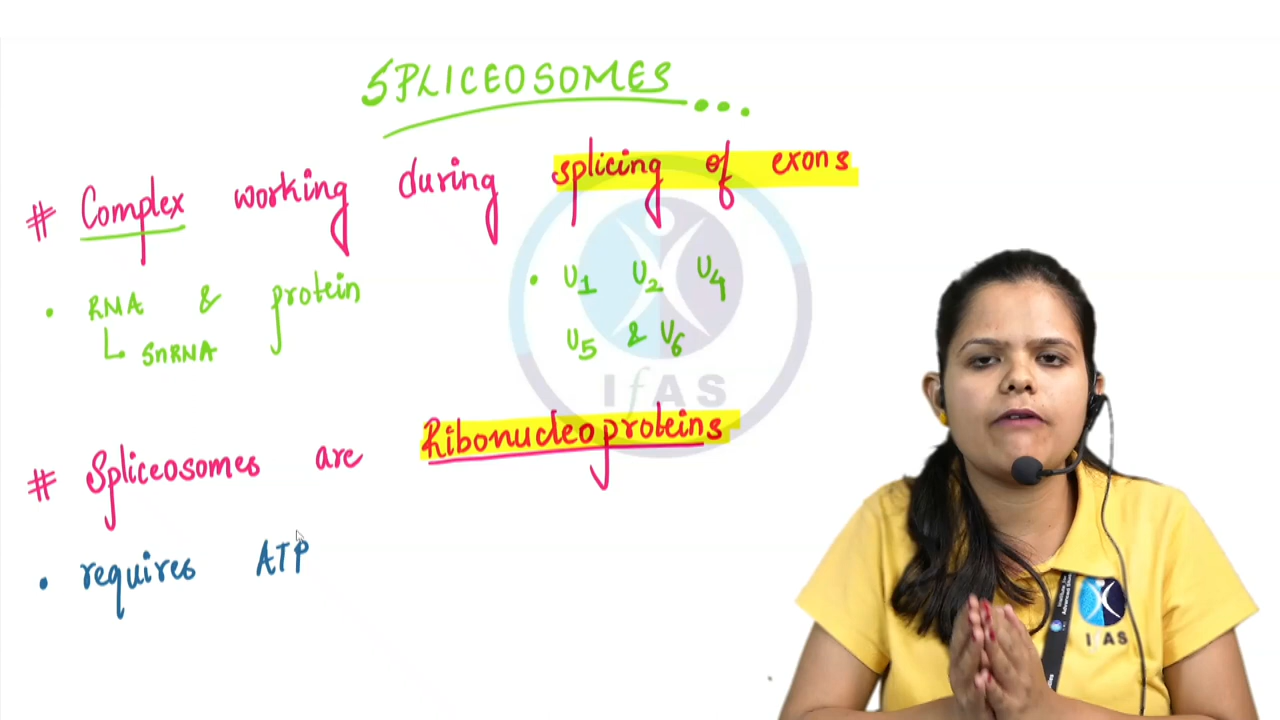 SPLICEOSOMES...
# Complex working during splicing of exons
• RNA & protein
↳ SnRNA
• U1 U2 U4
U5 & U6
IfAS
# Spliceosomes are Ribonucleoproteins
• requires ATP
IfAS